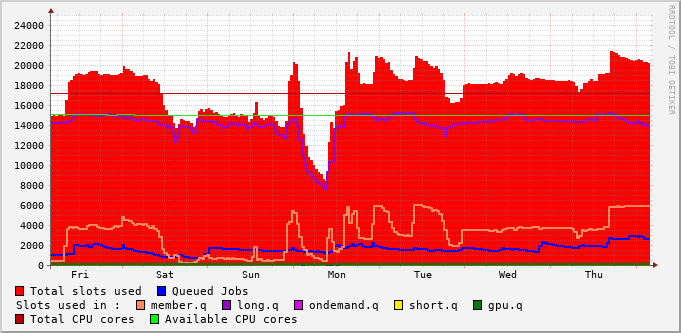 24000
22000
20000
18000
16000
14000
12000
10000
8000
6000
4000
2000
0
Fri Sat Sun Mon Tue Wed Thu
RRDTOOL / TOBI OETIKER
Total slots used Queued Jobs
Slots used in : member.q long.q ondemand.q short.q gpu.q
Total CPU cores Available CPU cores